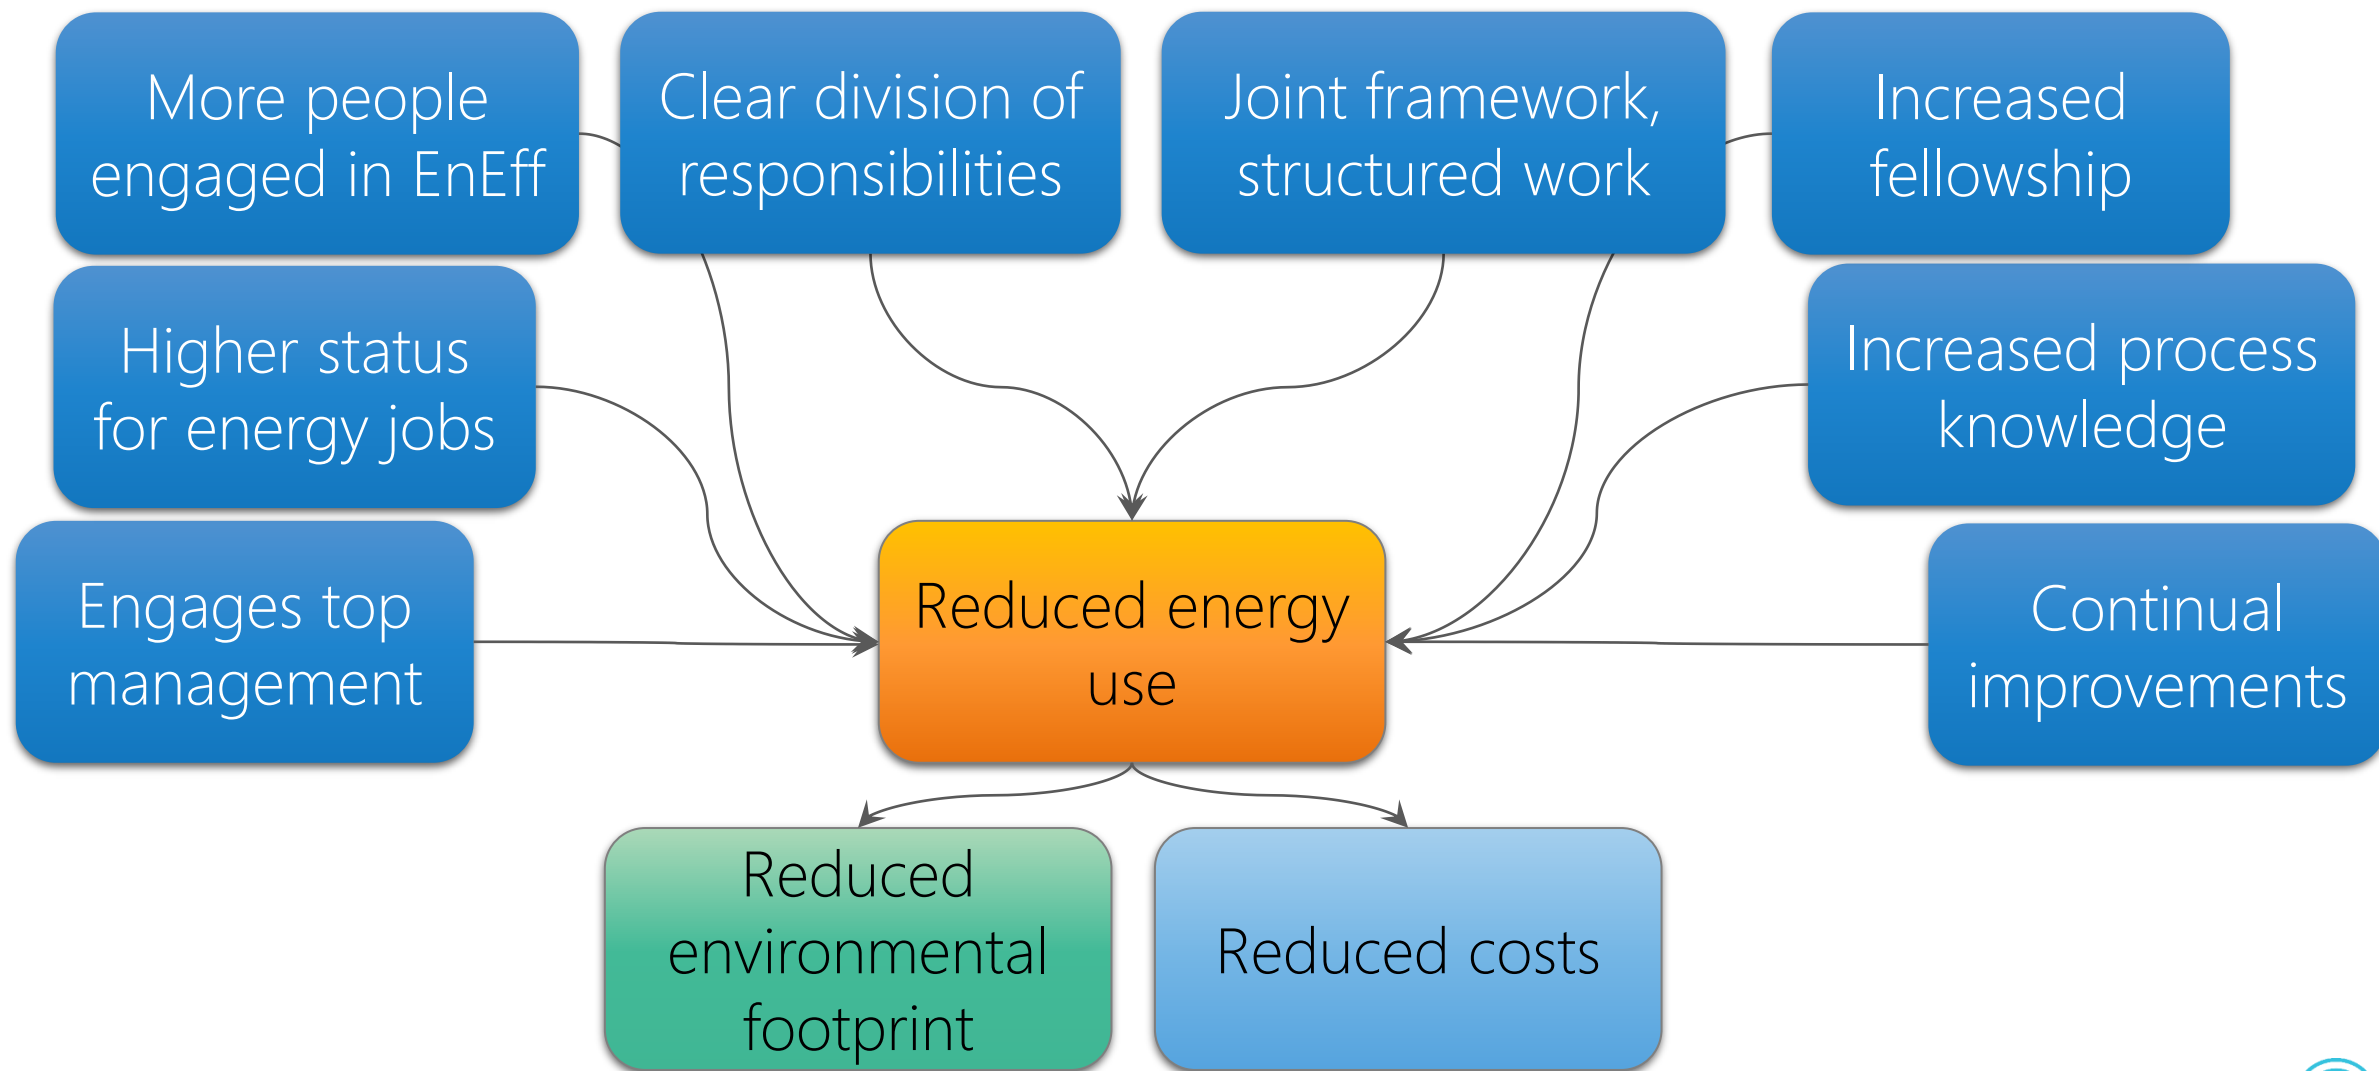 More people
engaged in EnEff
Clear division of
responsibilities
Joint framework,
structured work
Increased
fellowship
Higher status
for energy jobs
Increased process
knowledge
Engages top
management
Reduced energy
use
Continual
improvements
Reduced
environmental
footprint
Reduced costs